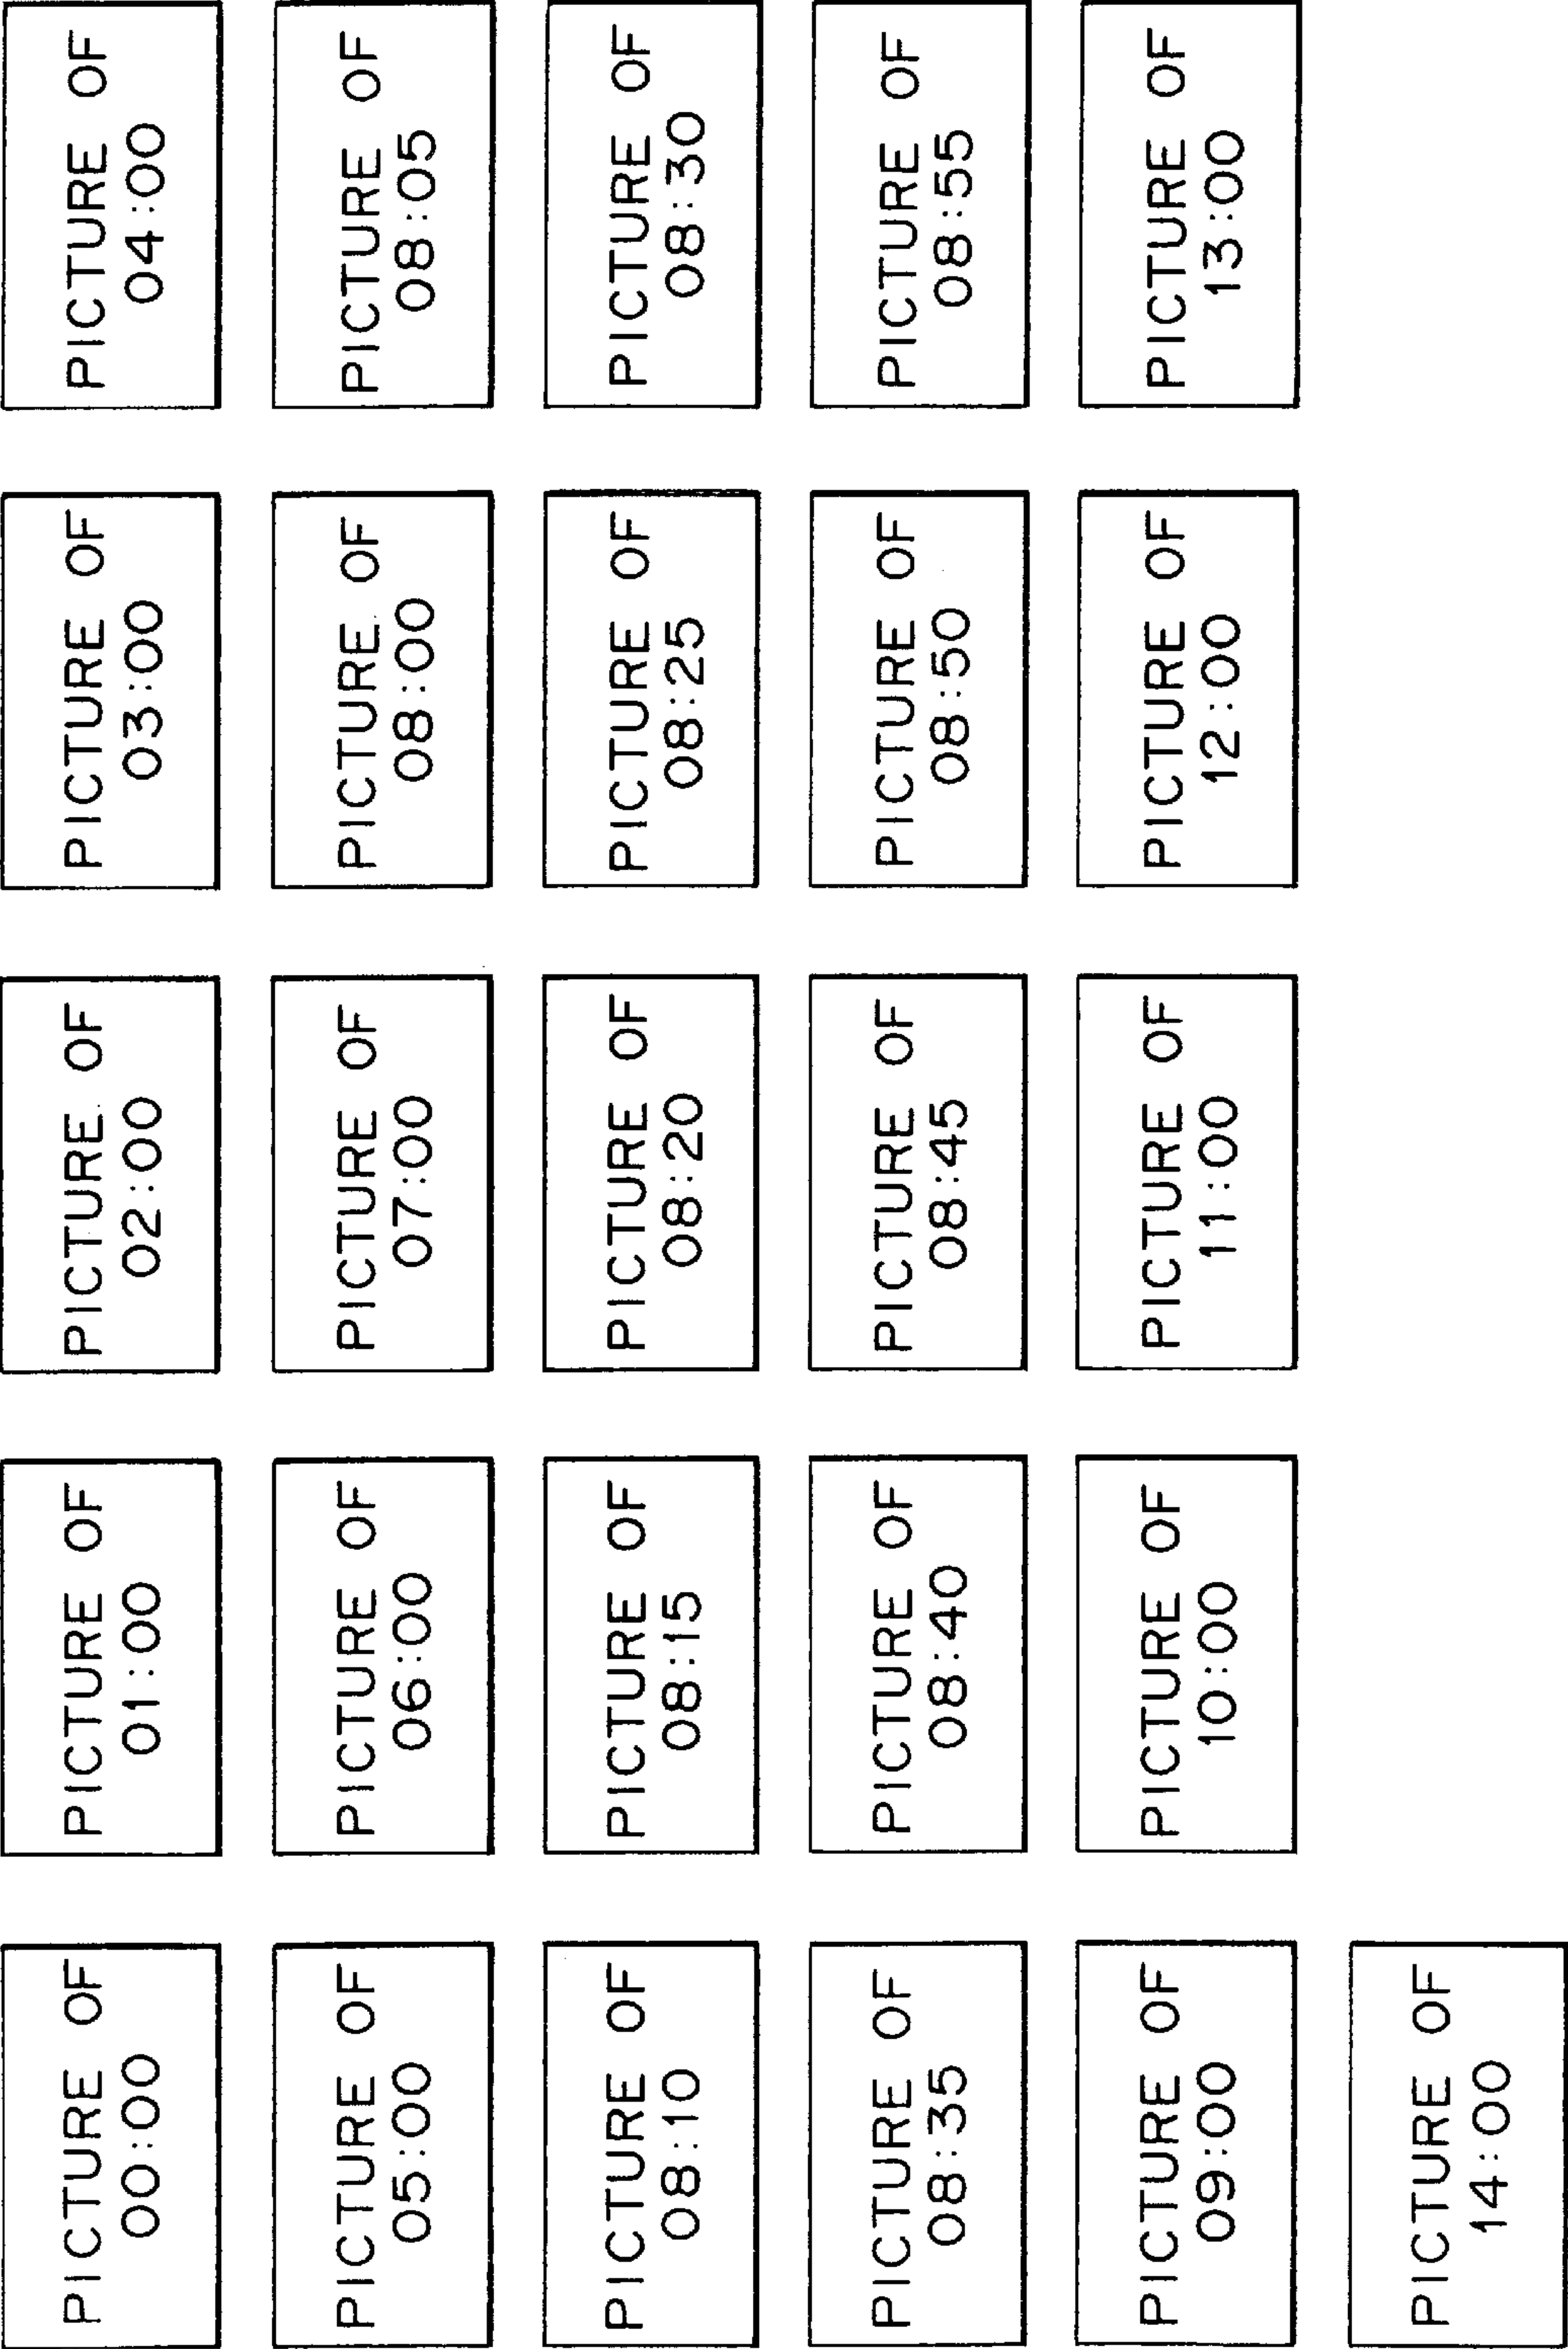 PICTURE OF
00:00
PICTURE OF
01:00
PICTURE OF
02:00
PICTURE OF
03:00
PICTURE OF
04:00
PICTURE OF
05:00
PICTURE OF
06:00
PICTURE OF
07:00
PICTURE OF
08:00
PICTURE OF
08:05
PICTURE OF
08:10
PICTURE OF
08:15
PICTURE OF
08:20
PICTURE OF
08:25
PICTURE OF
08:30
PICTURE OF
08:35
PICTURE OF
08:40
PICTURE OF
08:45
PICTURE OF
08:50
PICTURE OF
08:55
PICTURE OF
09:00
PICTURE OF
10:00
PICTURE OF
11:00
PICTURE OF
12:00
PICTURE OF
13:00
PICTURE OF
14:00